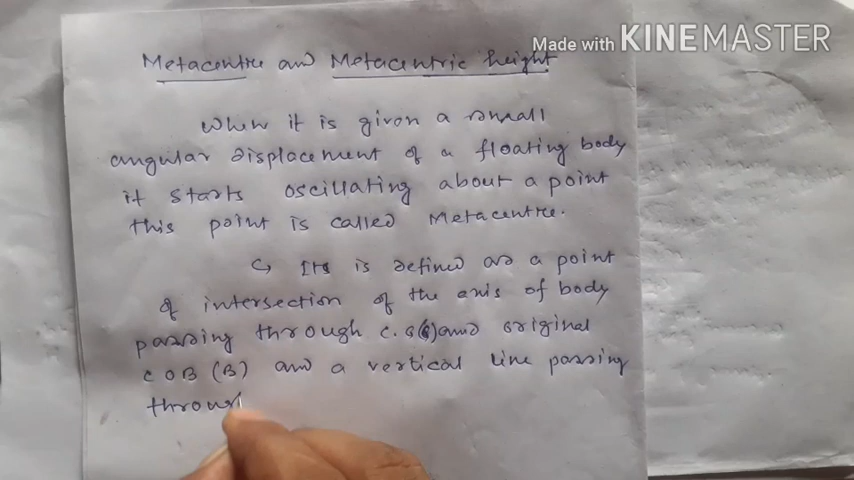 Made with KINEMASTER
Metacentre and Metacentric height
When it is given a small
angular displacement of a floating body
it starts oscillating about a point
this point is called Metacentre.
↳ Its is defined as a point
of intersection of the axis of body
passing through C.G(G) and original
COB (B) and a vertical line passing
throug